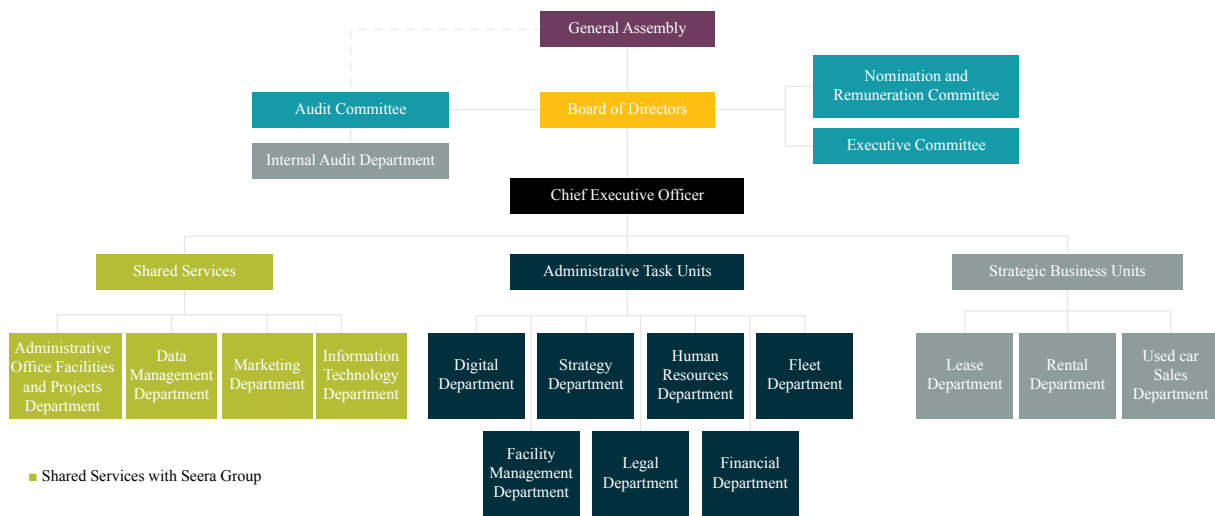 General Assembly
Audit Committee
Board of Directors
Nomination and
Remuneration Committee
Internal Audit Department
Executive Committee
Chief Executive Officer
Shared Services
Administrative Task Units
Strategic Business Units
Administrative
Office Facilities
and Projects
Department
Data
Management
Department
Marketing
Department
Information
Technology
Department
Digital
Department
Strategy
Department
Human
Resources
Department
Fleet
Department
Lease
Department
Rental
Department
Used car
Sales
Department
Facility
Management
Department
Legal
Department
Financial
Department
Shared Services with Seera Group